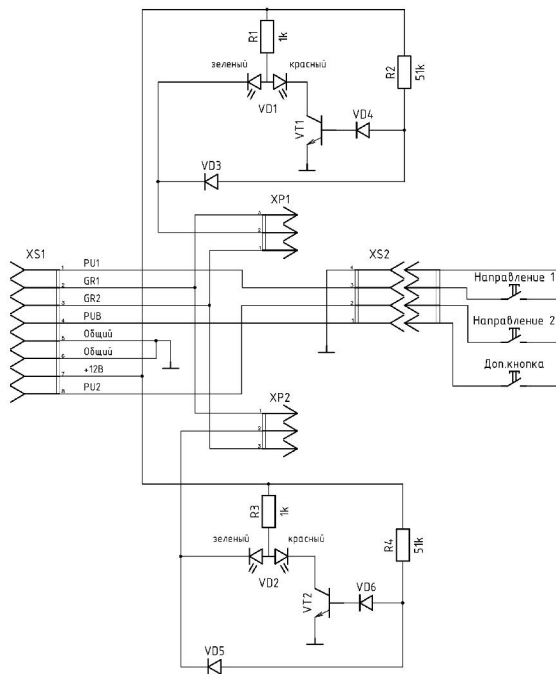 R1
1k
R2
51k
зеленый
красный
VD1
VT1
VD4
VD3
XP1
3
2
1
XS1
XS2
1 PU1
2 GR1
3 GR2
4 PUB
5 Общий
6 Общий
7 +12В
8 PU2
4
3
2
1
Направление 1
Направление 2
Доп.кнопка
XP2
1
2
3
R3
1k
R4
51k
зеленый
красный
VD2
VT2
VD6
VD5